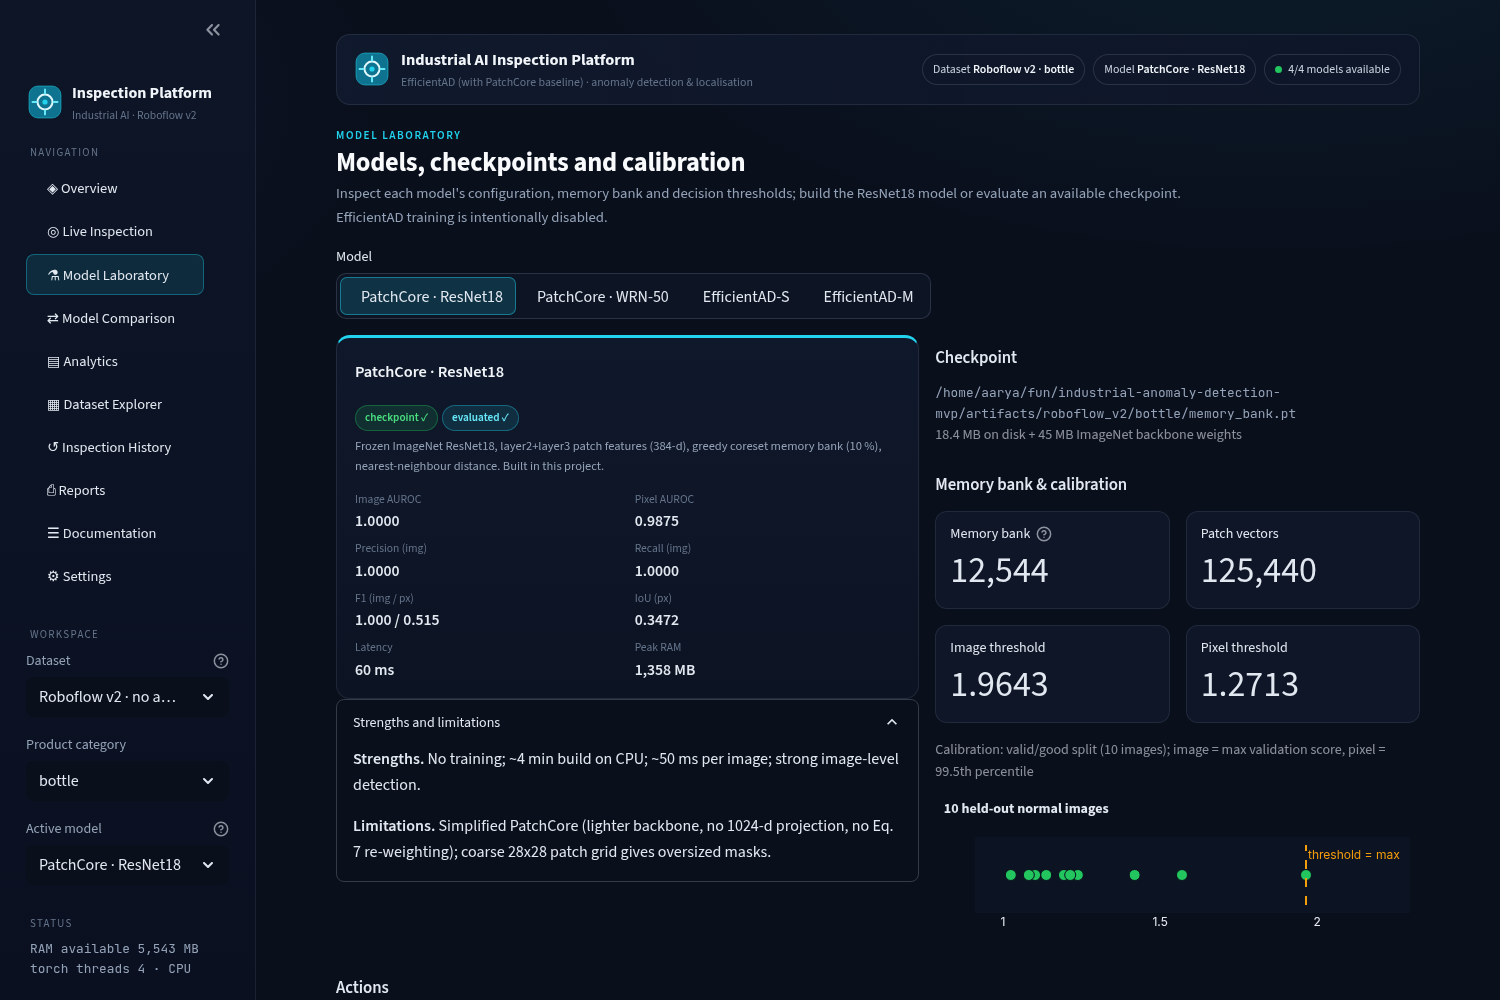 Inspection Platform
Industrial AI · Roboflow v2
NAVIGATION
Overview
Live Inspection
Model Laboratory
Model Comparison
Analytics
Dataset Explorer
Inspection History
Reports
Documentation
Settings
WORKSPACE
Dataset
Roboflow v2 · no a...
Product category
bottle
Active model
PatchCore · ResNet18
STATUS
RAM available 5,543 MB
torch threads 4 · CPU
Industrial AI Inspection Platform
EfficientAD (with PatchCore baseline) · anomaly detection & localisation
Dataset Roboflow v2 · bottle
Model PatchCore · ResNet18
4/4 models available
MODEL LABORATORY
Models, checkpoints and calibration
Inspect each model's configuration, memory bank and decision thresholds; build the ResNet18 model or evaluate an available checkpoint.
EfficientAD training is intentionally disabled.
Model
PatchCore · ResNet18
PatchCore · WRN-50
EfficientAD-S
EfficientAD-M
PatchCore · ResNet18
checkpoint ✓
evaluated ✓
Frozen ImageNet ResNet18, layer2+layer3 patch features (384-d), greedy coreset memory bank (10 %),
nearest-neighbour distance. Built in this project.
Image AUROC
1.0000
Pixel AUROC
0.9875
Precision (img)
1.0000
Recall (img)
1.0000
F1 (img / px)
1.000 / 0.515
IoU (px)
0.3472
Latency
60 ms
Peak RAM
1,358 MB
Strengths and limitations
Strengths. No training; ~4 min build on CPU; ~50 ms per image; strong image-level
detection.
Limitations. Simplified PatchCore (lighter backbone, no 1024-d projection, no Eq.
7 re-weighting); coarse 28x28 patch grid gives oversized masks.
Checkpoint
/home/aarya/fun/industrial-anomaly-detection-
mvp/artifacts/roboflow_v2/bottle/memory_bank.pt
18.4 MB on disk + 45 MB ImageNet backbone weights
Memory bank & calibration
Memory bank
12,544
Patch vectors
125,440
Image threshold
1.9643
Pixel threshold
1.2713
Calibration: valid/good split (10 images); image = max validation score, pixel =
99.5th percentile
10 held-out normal images
threshold = max
1
1.5
2
Actions